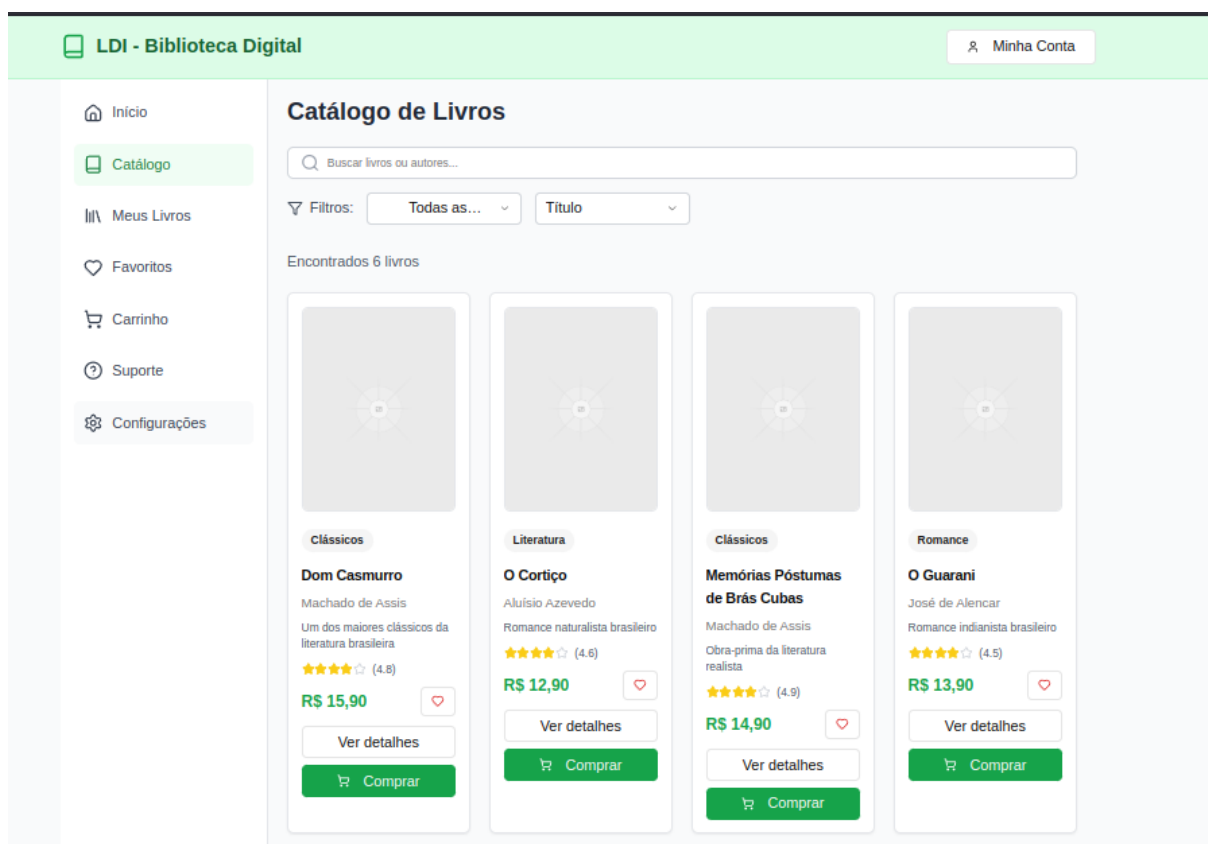 LDI - Biblioteca Digital
Minha Conta
Início
Catálogo
Meus Livros
Favoritos
Carrinho
Suporte
Configurações
Catálogo de Livros
Buscar livros ou autores...
Filtros:
Todas as...
Título
Encontrados 6 livros
Clássicos
Dom Casmurro
Machado de Assis
Um dos maiores clássicos da
literatura brasileira
(4.8)
R$ 15,90
Ver detalhes
Comprar
Literatura
O Cortiço
Aluísio Azevedo
Romance naturalista brasileiro
(4.6)
R$ 12,90
Ver detalhes
Comprar
Clássicos
Memórias Póstumas
de Brás Cubas
Machado de Assis
Obra-prima da literatura
realista
(4.9)
R$ 14,90
Ver detalhes
Comprar
Romance
O Guarani
José de Alencar
Romance indianista brasileiro
(4.5)
R$ 13,90
Ver detalhes
Comprar